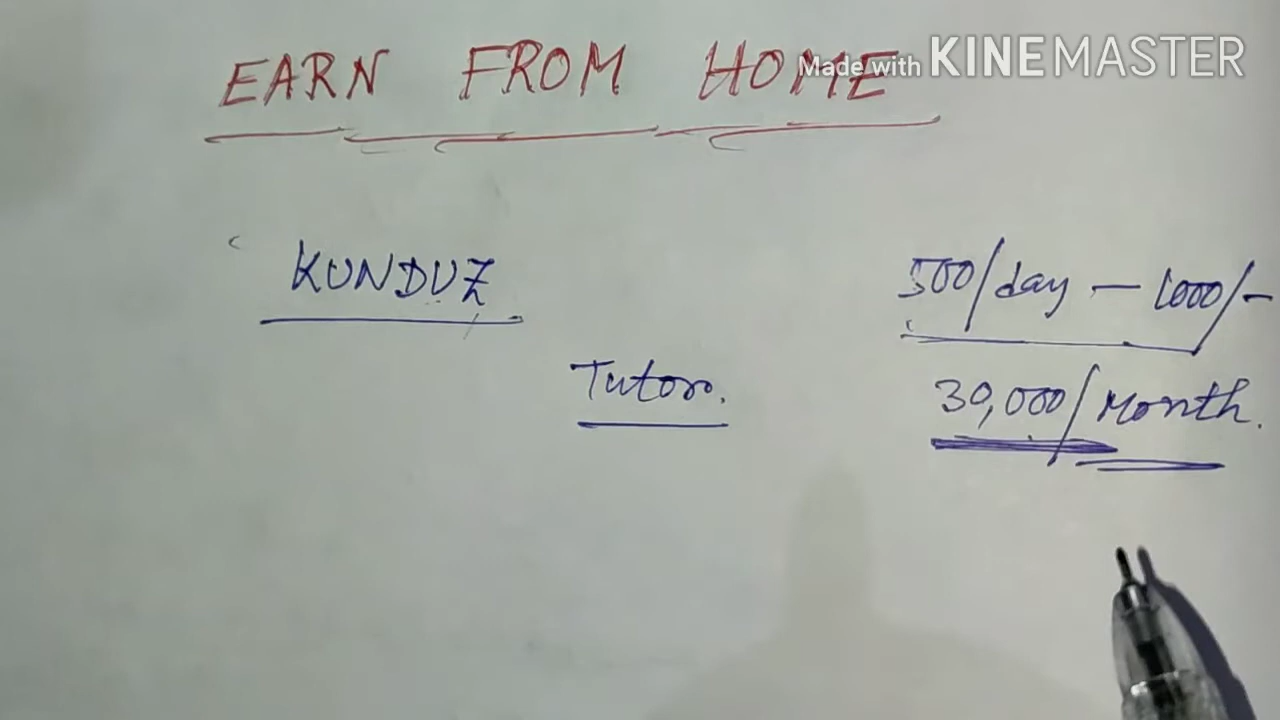 EARN FROM HOME
Made with KINEMASTER
KUNDUZ
500/day — 1000/-
Tutor.
30,000/Month.